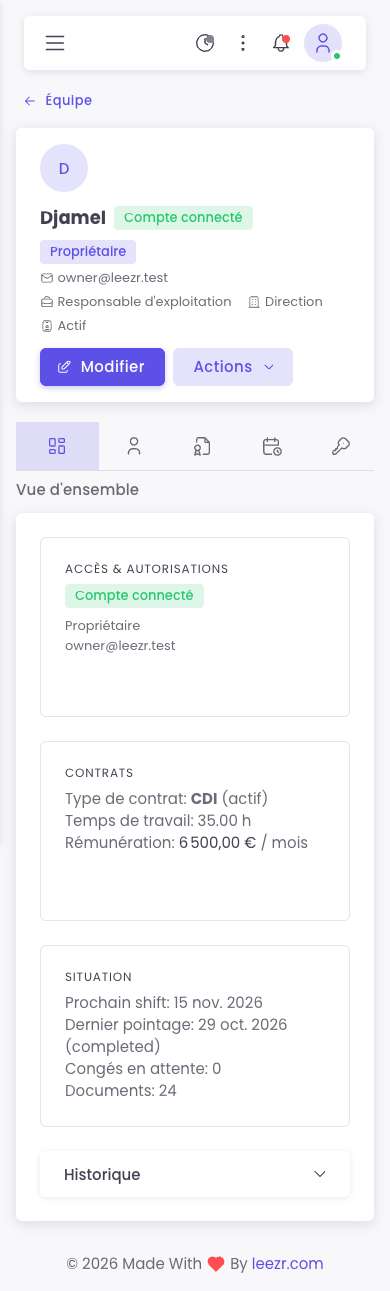 Équipe
D
Djamel Compte connecté
Propriétaire
owner@leezr.test
Responsable d'exploitation Direction
Actif
Modifier Actions
Vue d'ensemble
ACCÈS & AUTORISATIONS
Compte connecté
Propriétaire
owner@leezr.test
CONTRATS
Type de contrat: CDI (actif)
Temps de travail: 35.00 h
Rémunération: 6 500,00 € / mois
SITUATION
Prochain shift: 15 nov. 2026
Dernier pointage: 29 oct. 2026
(completed)
Congés en attente: 0
Documents: 24
Historique
© 2026 Made With ❤ By leezr.com